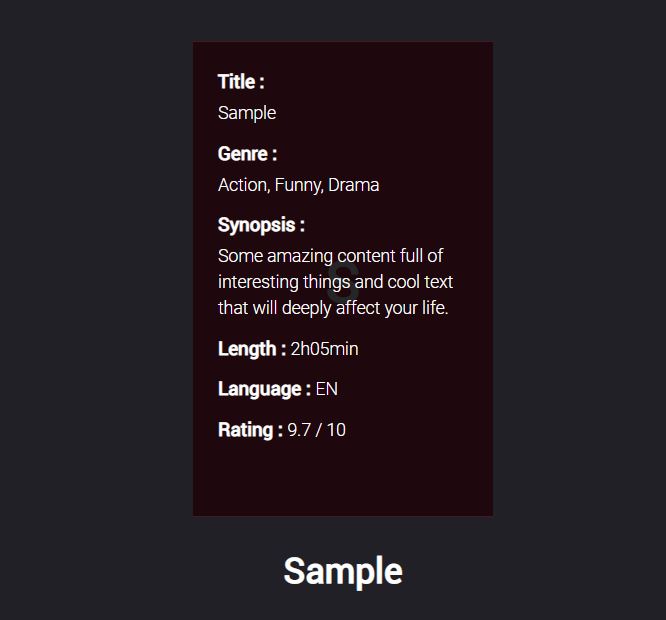 Title :
Sample
Genre :
Action, Funny, Drama
Synopsis :
Some amazing content full of
interesting things and cool text
that will deeply affect your life.
S
Length : 2h05min
Language : EN
Rating : 9.7 / 10
Sample